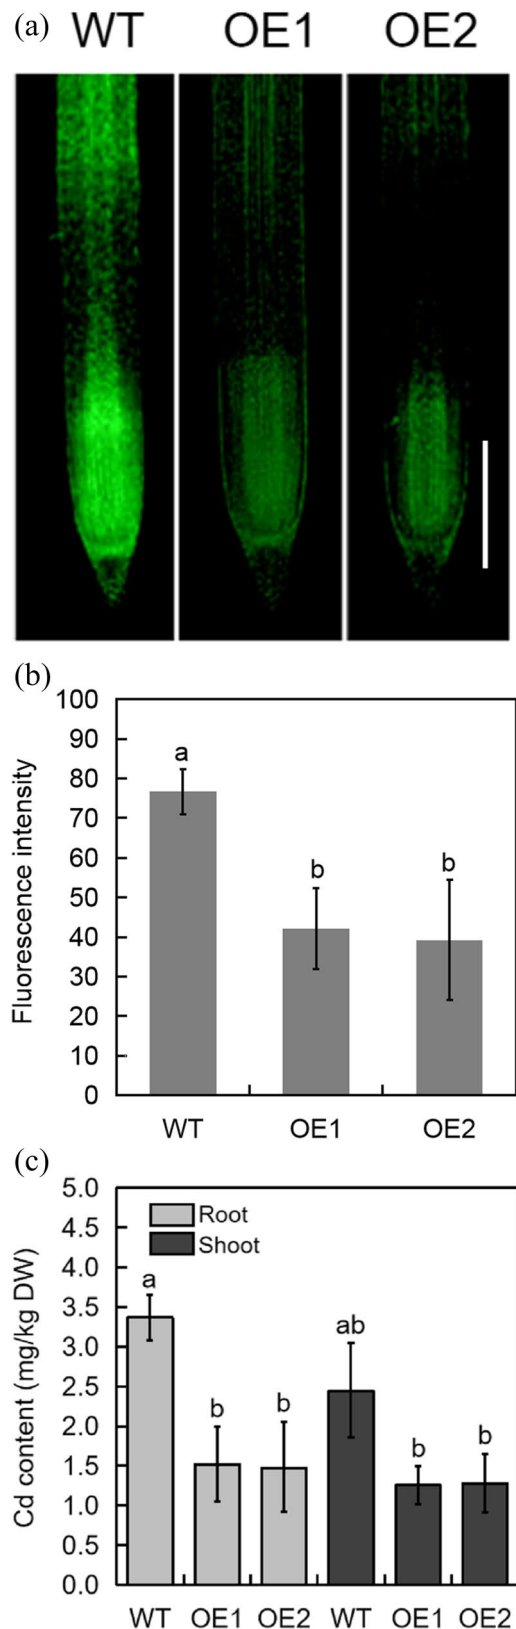 (a) WT OE1 OE2
(b)
100
90
80
70
60
50
40
30
20
10
0
Fluorescence intensity
a
b
b
WT OE1 OE2
(c)
5.0
4.5
4.0
3.5
3.0
2.5
2.0
1.5
1.0
0.5
0.0
Cd content (mg/kg DW)
Root
Shoot
a
b
b
ab
b
b
WT OE1 OE2 WT OE1 OE2